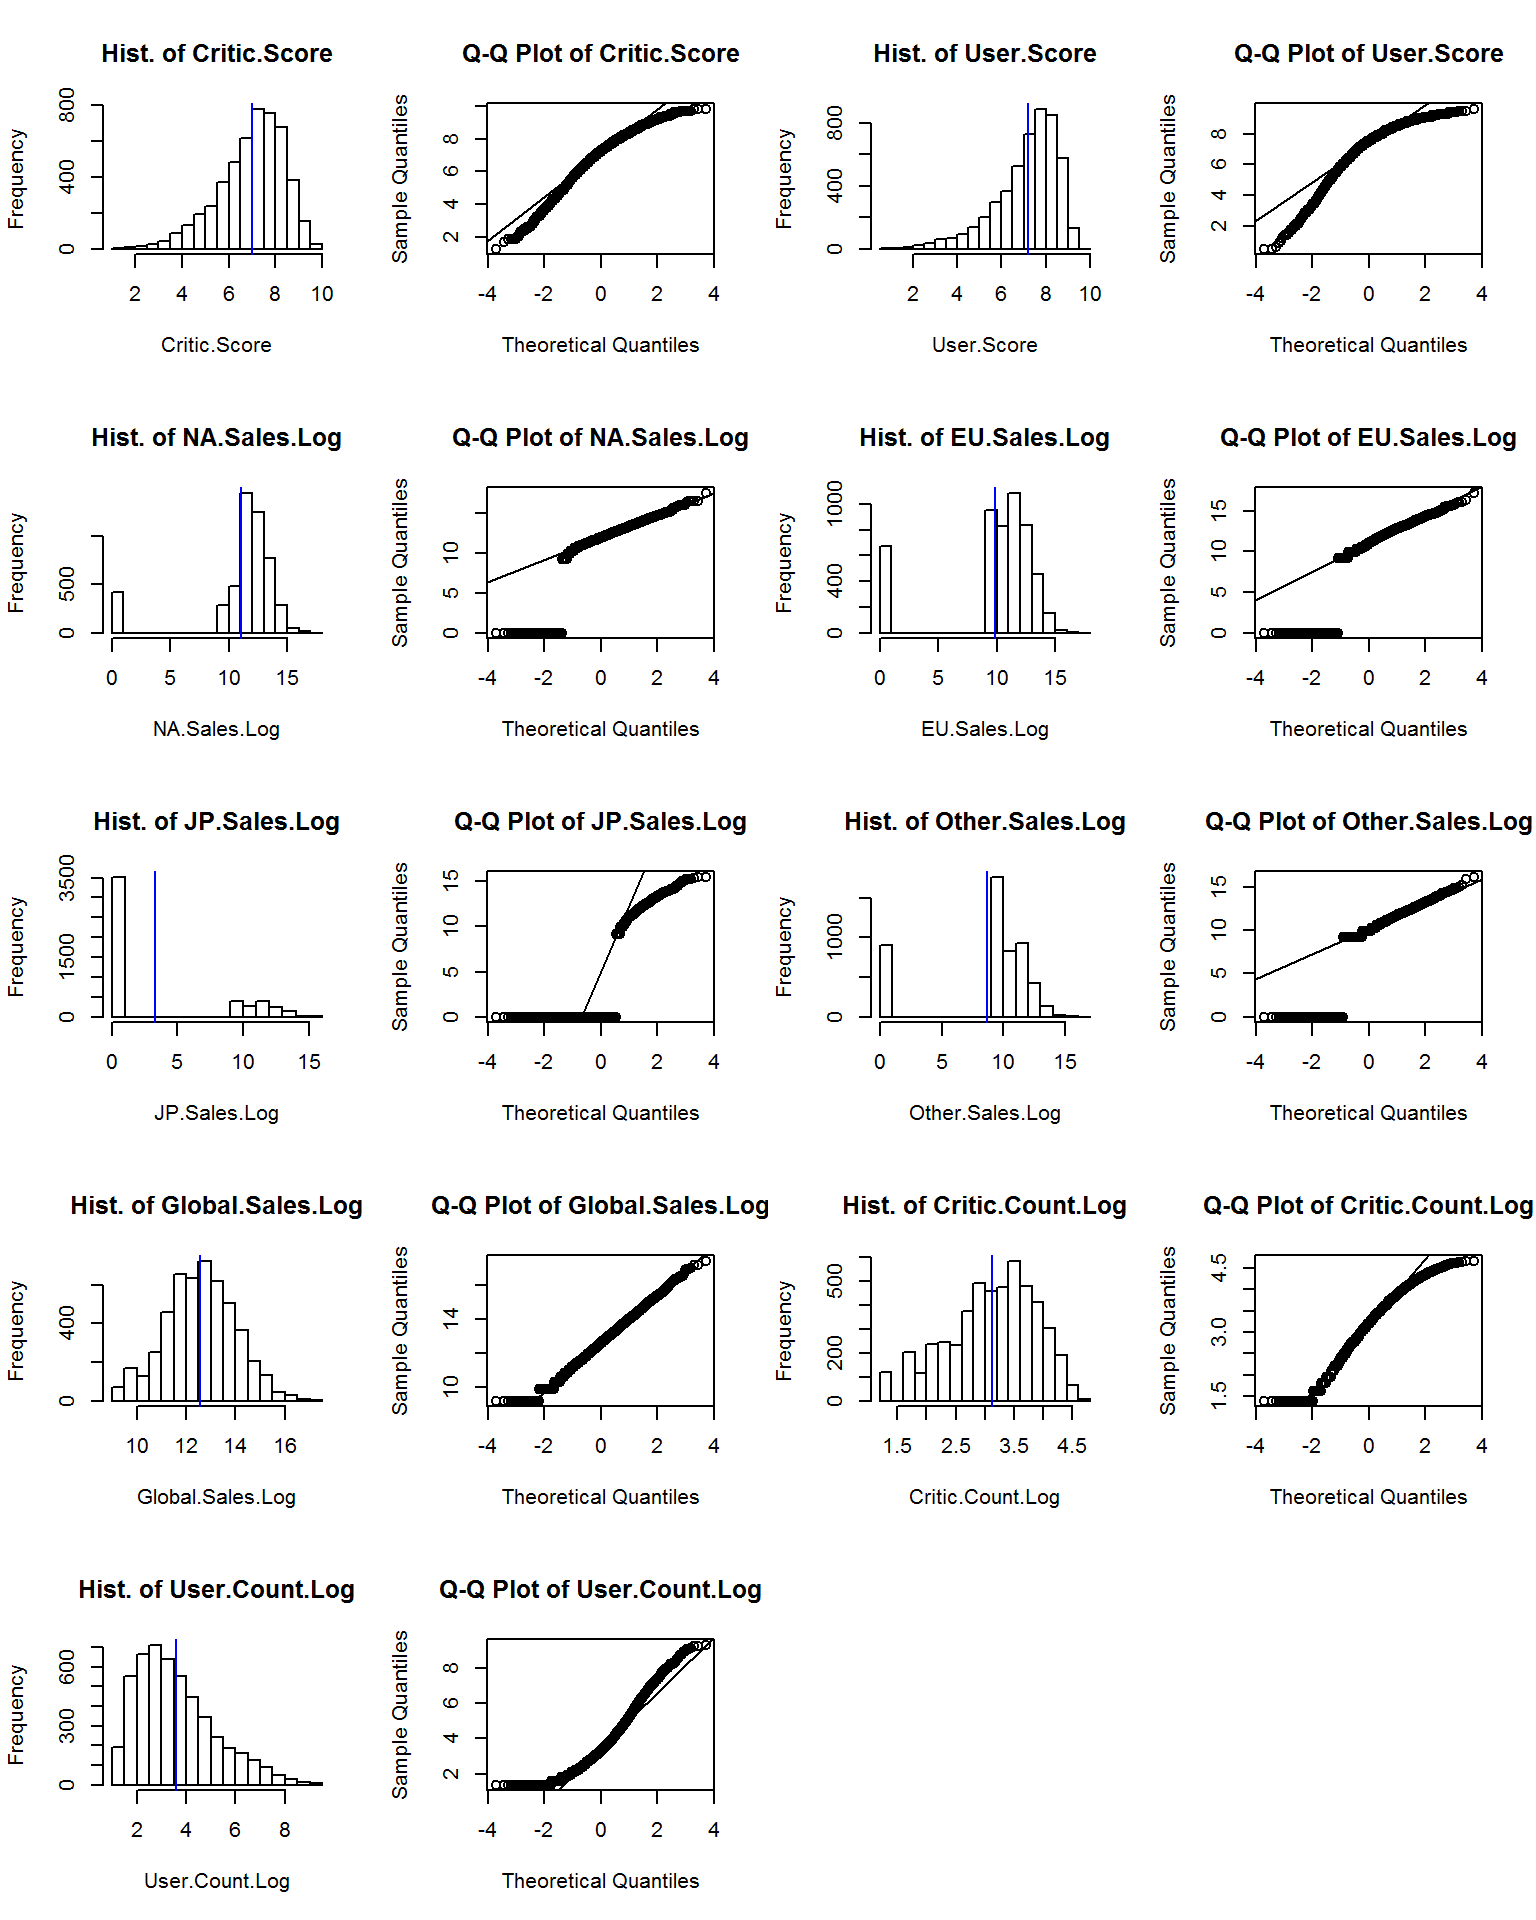 Hist. of Critic.Score
Frequency
0 400 800
2 4 6 8 10
Critic.Score
Q-Q Plot of Critic.Score
Sample Quantiles
2 4 6 8
-4 -2 0 2 4
Theoretical Quantiles
Hist. of User.Score
Frequency
0 400 800
2 4 6 8 10
User.Score
Q-Q Plot of User.Score
Sample Quantiles
2 4 6 8
-4 -2 0 2 4
Theoretical Quantiles
Hist. of NA.Sales.Log
Frequency
0 500
0 5 10 15
NA.Sales.Log
Q-Q Plot of NA.Sales.Log
Sample Quantiles
0 5 10
-4 -2 0 2 4
Theoretical Quantiles
Hist. of EU.Sales.Log
Frequency
0 400 1000
0 5 10 15
EU.Sales.Log
Q-Q Plot of EU.Sales.Log
Sample Quantiles
0 5 10 15
-4 -2 0 2 4
Theoretical Quantiles
Hist. of JP.Sales.Log
Frequency
0 1500 3500
0 5 10 15
JP.Sales.Log
Q-Q Plot of JP.Sales.Log
Sample Quantiles
0 5 10 15
-4 -2 0 2 4
Theoretical Quantiles
Hist. of Other.Sales.Log
Frequency
0 1000
0 5 10 15
Other.Sales.Log
Q-Q Plot of Other.Sales.Log
Sample Quantiles
0 5 10 15
-4 -2 0 2 4
Theoretical Quantiles
Hist. of Global.Sales.Log
Frequency
0 400
10 12 14 16
Global.Sales.Log
Q-Q Plot of Global.Sales.Log
Sample Quantiles
10 14
-4 -2 0 2 4
Theoretical Quantiles
Hist. of Critic.Count.Log
Frequency
0 200 500
1.5 2.5 3.5 4.5
Critic.Count.Log
Q-Q Plot of Critic.Count.Log
Sample Quantiles
1.5 3.0 4.5
-4 -2 0 2 4
Theoretical Quantiles
Hist. of User.Count.Log
Frequency
0 300 600
2 4 6 8
User.Count.Log
Q-Q Plot of User.Count.Log
Sample Quantiles
2 4 6 8
-4 -2 0 2 4
Theoretical Quantiles